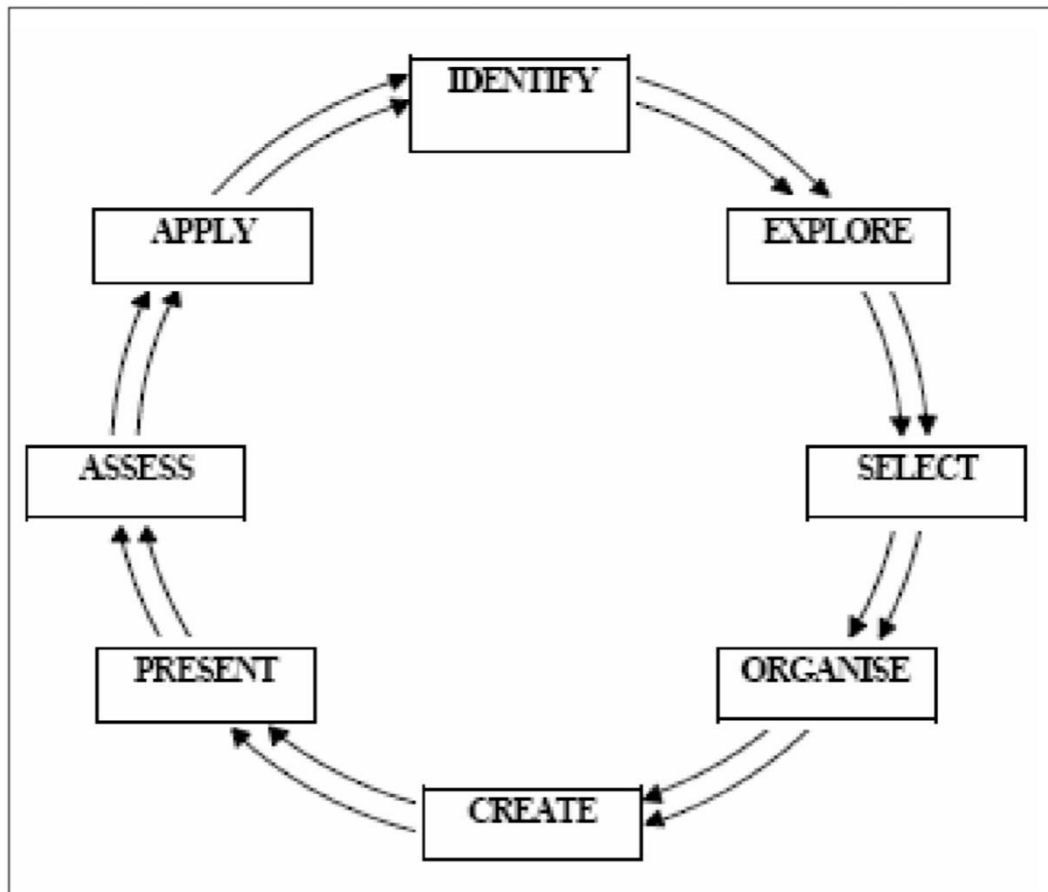 IDENTIFY
EXPLORE
SELECT
ORGANISE
CREATE
PRESENT
ASSESS
APPLY